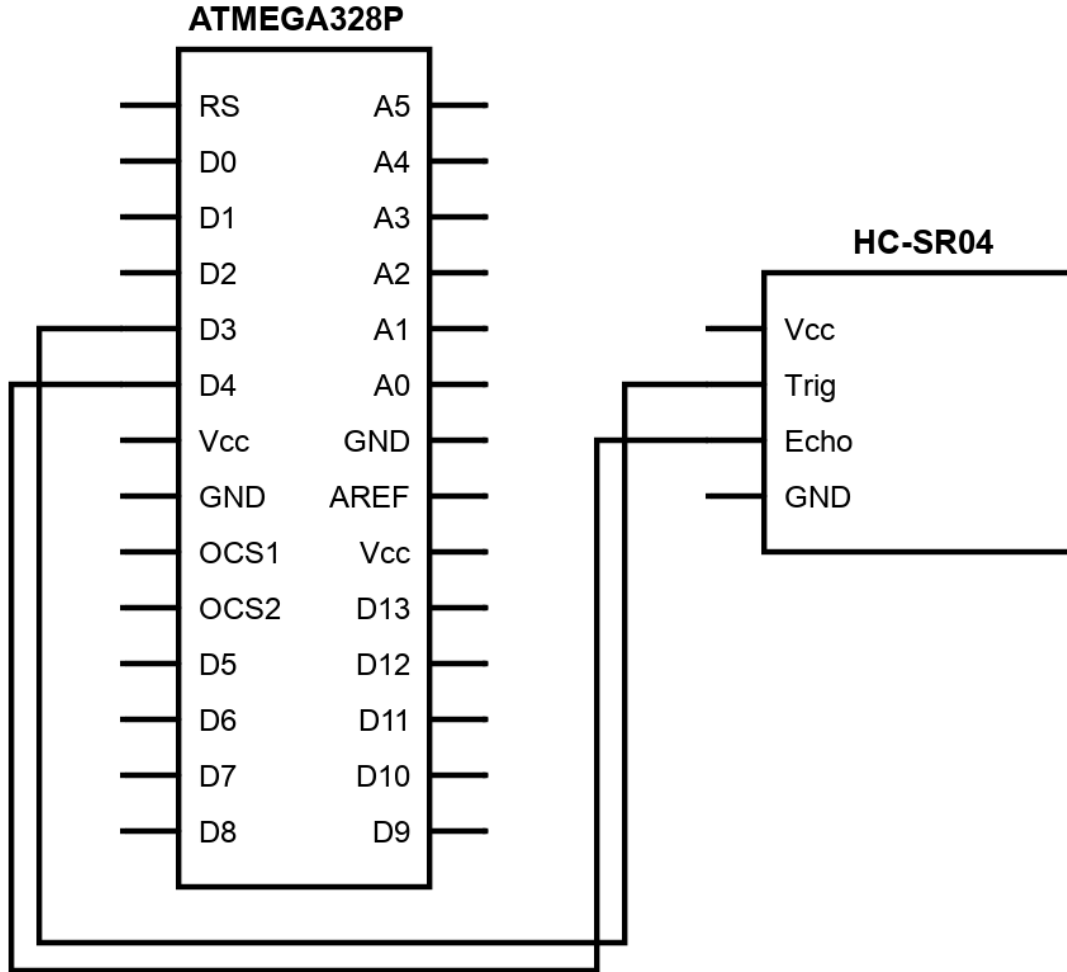 ATMEGA328P
RS A5
D0 A4
D1 A3
D2 A2
D3 A1
D4 A0
Vcc GND
GND AREF
OCS1 Vcc
OCS2 D13
D5 D12
D6 D11
D7 D10
D8 D9
HC-SR04
Vcc
Trig
Echo
GND